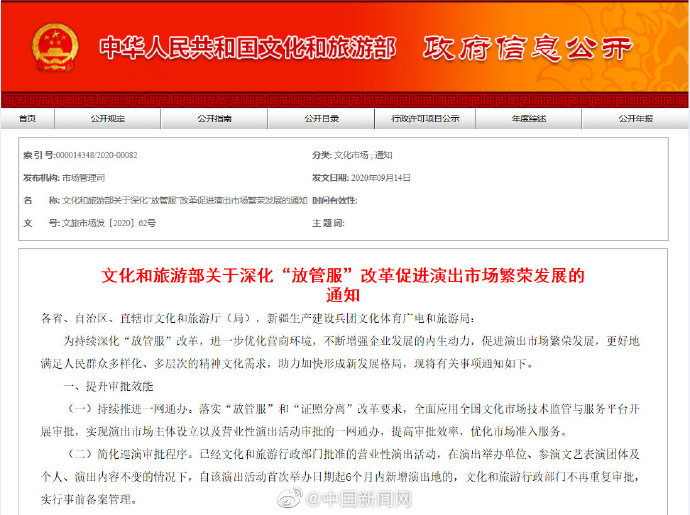 中华人民共和国文化和旅游部 政府信息公开
首页 公开规定 公开指南 公开目录 行政许可项目公示 年度综述 公开年报
索 引 号:000014348/2020-00082 分类: 文化市场 ; 通知
发布机构: 市场管理司 发文日期: 2020年09月14日
名 称: 文化和旅游部关于深化“放管服”改革促进演出市场繁荣发展的通知 时间有效性:
文 号: 文旅市场发〔2020〕62号 主 题 词:
文化和旅游部关于深化“放管服”改革促进演出市场繁荣发展的
通知
各省、自治区、直辖市文化和旅游厅（局），新疆生产建设兵团文化体育广电和旅游局：
为持续深化“放管服”改革，进一步优化营商环境，不断增强企业发展的内生动力，促进演出市场繁荣发展，更好地
满足人民群众多样化、多层次的精神文化需求，助力加快形成新发展格局，现将有关事项通知如下。
一、提升审批效能
（一）持续推进一网通办。落实“放管服”和“证照分离”改革要求，全面应用全国文化市场技术监管与服务平台开
展审批，实现演出市场主体设立以及营业性演出活动审批的一网通办，提高审批效率，优化市场准入服务。
（二）简化巡演审批程序。已经文化和旅游行政部门批准的营业性演出活动，在演出举办单位、参演文艺表演团体及
个人、演出内容不变的情况下，自该演出活动首次举办日期起6个月内新增演出地的，文化和旅游行政部门不再重复审批，
实行事前备案管理。
@中国新闻网